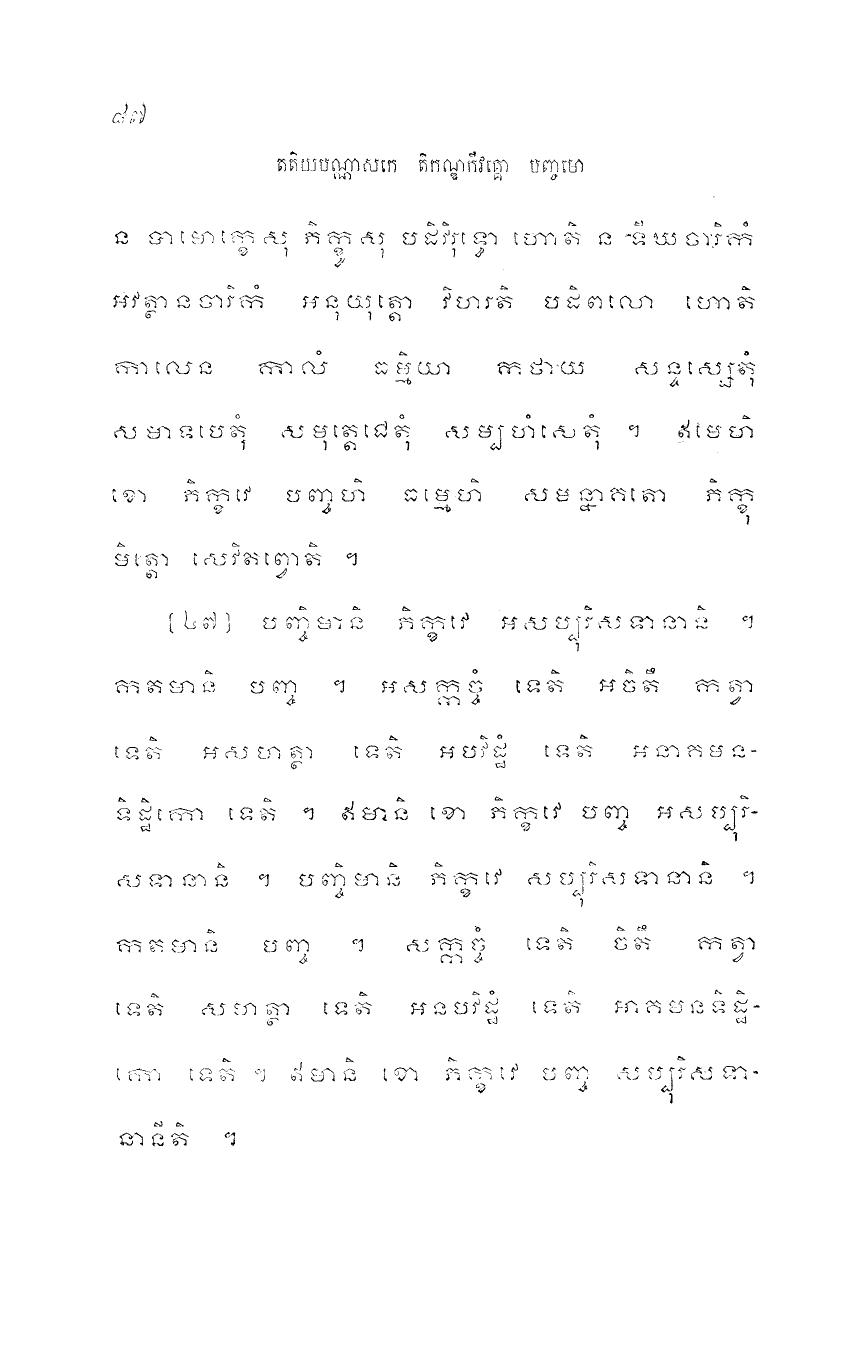 ៨៧
តតិយបណ្ណាសកេ តិកណ្ឌកីវគ្គោ បញ្ចមោ
ន ចាមោក្ខេសុ ភិក្ខូសុ បដិវិរុទ្ធោ ហោតិ ន ទីឃចារិកំ
អវត្ថានចារិកំ អនុយុត្តោ វិហរតិ បដិពលោ ហោតិ
កាលេន កាលំ ធម្មិយា កថាយ សន្ទស្សេតុំ
សមាទបេតុំ សមុត្តេជេតុំ សម្បហំសេតុំ ។ ឥមេហិ
ខោ ភិក្ខវេ បញ្ចហិ ធម្មេហិ សមន្នាគតោ ភិក្ខុ
មិត្តោ សេវិតព្វោតិ ។
[៤៧] បញ្ចិមានិ ភិក្ខវេ អសប្បុរិសទានានិ ។
កតមានិ បញ្ច ។ អសក្កច្ចំ ទេតិ អចិតឹ កត្វា
ទេតិ អសហត្ថា ទេតិ អបវិដ្ឋំ ទេតិ អនាគមន-
ទិដ្ឋិកោ ទេតិ ។ ឥមានិ ខោ ភិក្ខវេ បញ្ច អសប្បុរិ-
សទានានិ ។ បញ្ចិមានិ ភិក្ខវេ សប្បុរិសទានានិ ។
កតមានិ បញ្ច ។ សក្កច្ចំ ទេតិ ចិតឹ កត្វា
ទេតិ សហត្ថា ទេតិ អនបវិដ្ឋំ ទេតិ អាគមនទិដ្ឋិ-
កោ ទេតិ ។ ឥមានិ ខោ ភិក្ខវេ បញ្ច សប្បុរិសទា-
នានីតិ ។